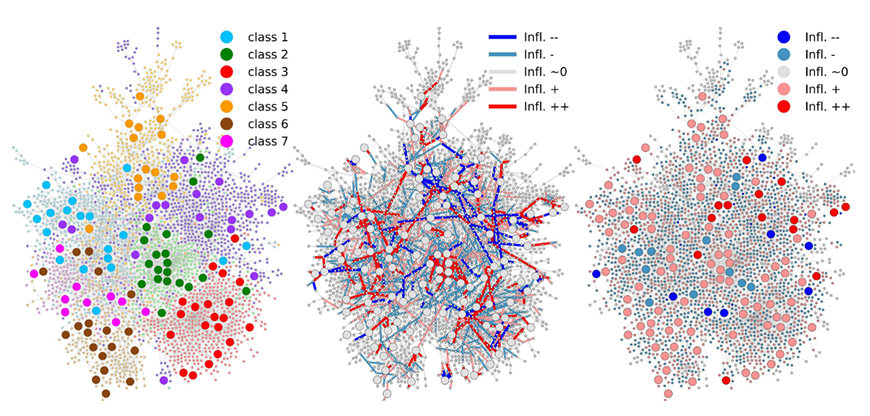 class 1
class 2
class 3
class 4
class 5
class 6
class 7
Infl. --
Infl. -
Infl. ~0
Infl. +
Infl. ++
Infl. --
Infl. -
Infl. ~0
Infl. +
Infl. ++